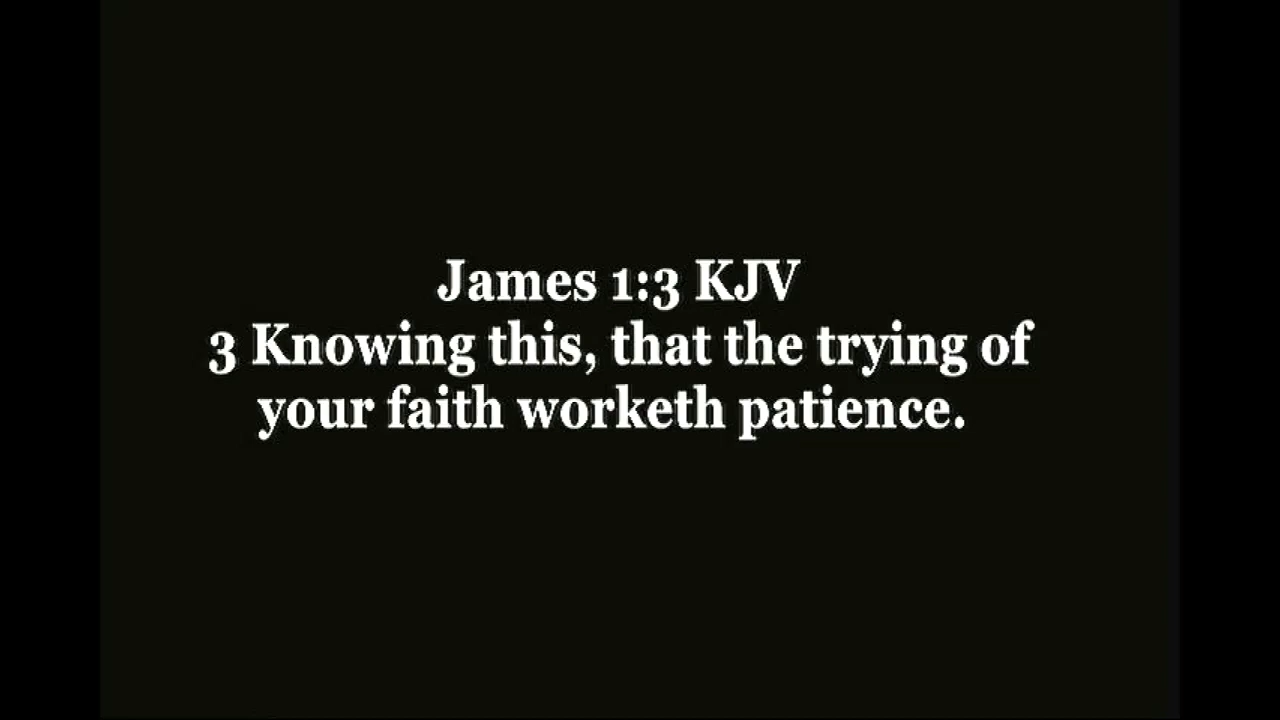 James 1:3 KJV
3 Knowing this, that the trying of
your faith worketh patience.